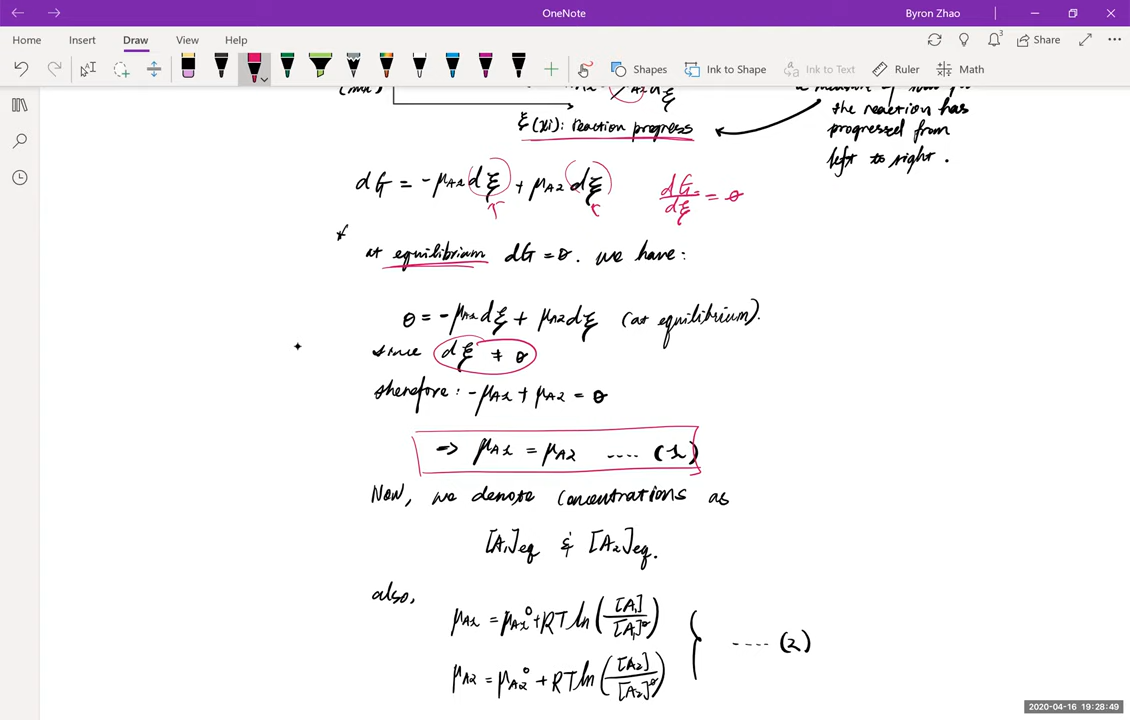 OneNote
Byron Zhao
Home Insert Draw View Help
Share
Shapes Ink to Shape Ink to Text Ruler Math
the reaction has
progressed from
left to right.
ξ (xi): reaction progress
dG = -μA1 dξ + μA2 dξ
dG/dξ = 0
* at equilibrium dG = 0. we have:
0 = -μA1 dξ + μA2 dξ (at equilibrium).
since dξ ≠ 0
therefore: -μA1 + μA2 = 0
=> μA1 = μA2 .... (1)
Now, we denote concentrations as
[A1]eq & [A2]eq.
also,
μA1 = μA1° + RT ln([A1]/[A1]°)
μA2 = μA2° + RT ln([A2]/[A2]°)
} .... (2)
2020-04-16 19:28:49